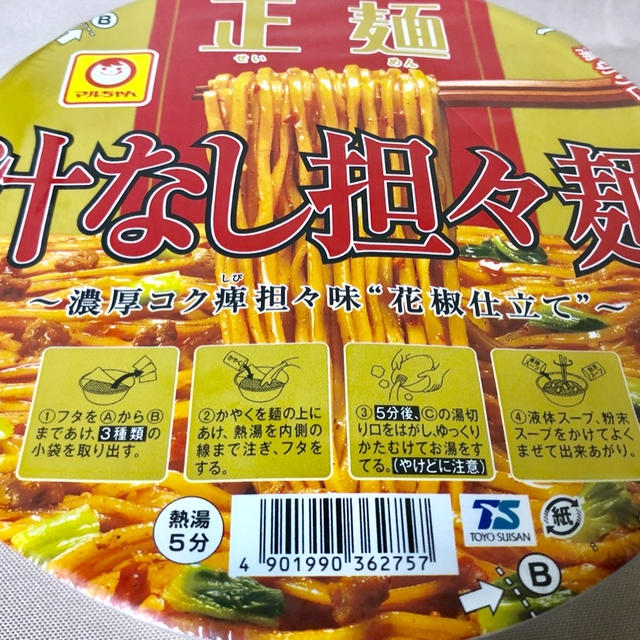 B
正麺
せい めん
マルちゃん
汁なし担々麺
しび
～濃厚コク痺担々味“花椒仕立て”～
かやく
①フタをⒶからⒷまであけ、3種類の小袋を取り出す。
②かやくを麺の上にあけ、熱湯を内側の線まで注ぎ、フタをする。
③5分後、Ⓒの湯切り口をはがし、ゆっくりかたむけてお湯をすてる。(やけどに注意)
④液体スープ、粉末スープをかけてよくまぜて出来あがり。
熱湯
5分
4 901990 362757
TS
TOYO SUISAN
紙
B